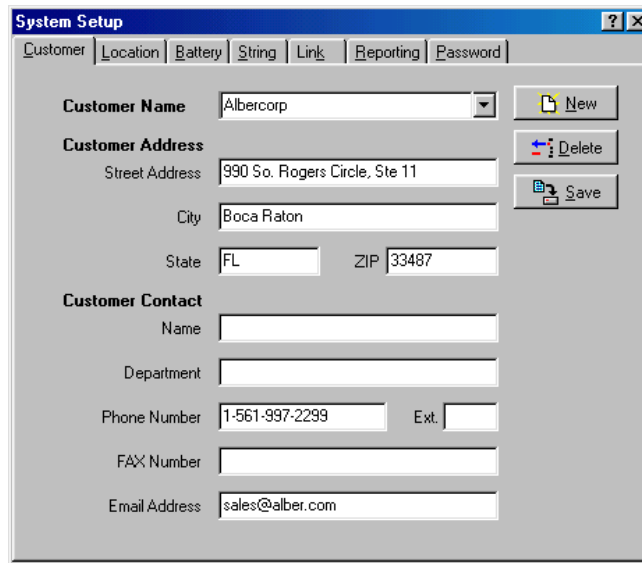 System Setup
Customer Location Battery String Link Reporting Password
Customer Name Albercorp New
Customer Address Delete
Street Address 990 So. Rogers Circle, Ste 11
Save
City Boca Raton
State FL ZIP 33487
Customer Contact
Name
Department
Phone Number 1-561-997-2299 Ext.
FAX Number
Email Address sales@alber.com